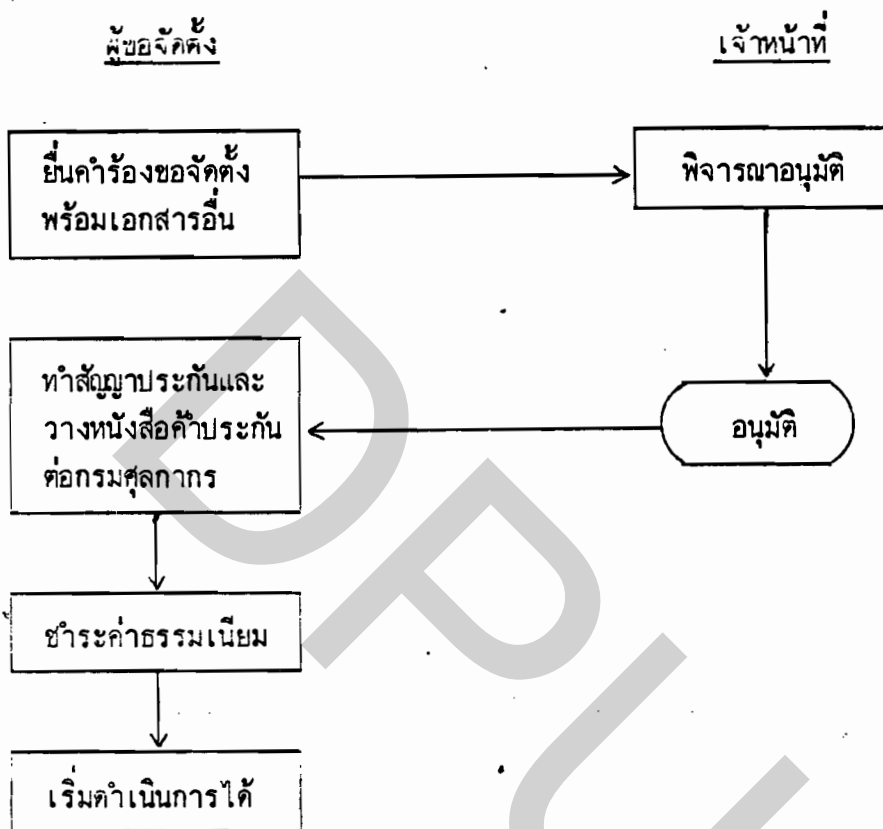 ผู้ขอจัดตั้ง
เจ้าหน้าที่
ยื่นคำร้องขอจัดตั้ง
พร้อมเอกสารอื่น
พิจารณาอนุมัติ
ทำสัญญาประกันและ
วางหนังสือค้ำประกัน
ต่อกรมศุลกากร
อนุมัติ
ชำระค่าธรรมเนียม
เริ่มดำเนินการได้
DPU